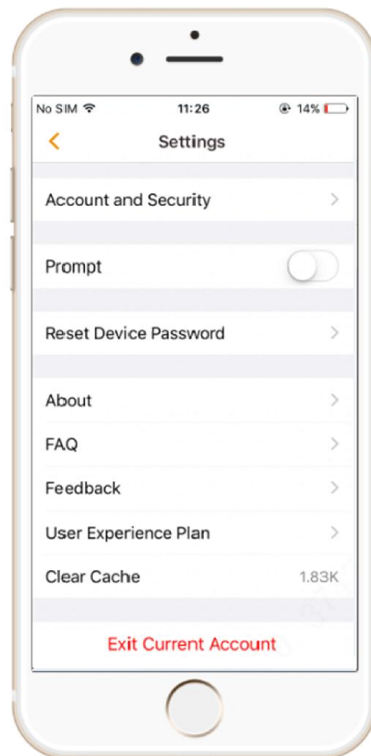 No SIM 11:26 14%
Settings
Account and Security
Prompt
Reset Device Password
About
FAQ
Feedback
User Experience Plan
Clear Cache 1.83K
Exit Current Account